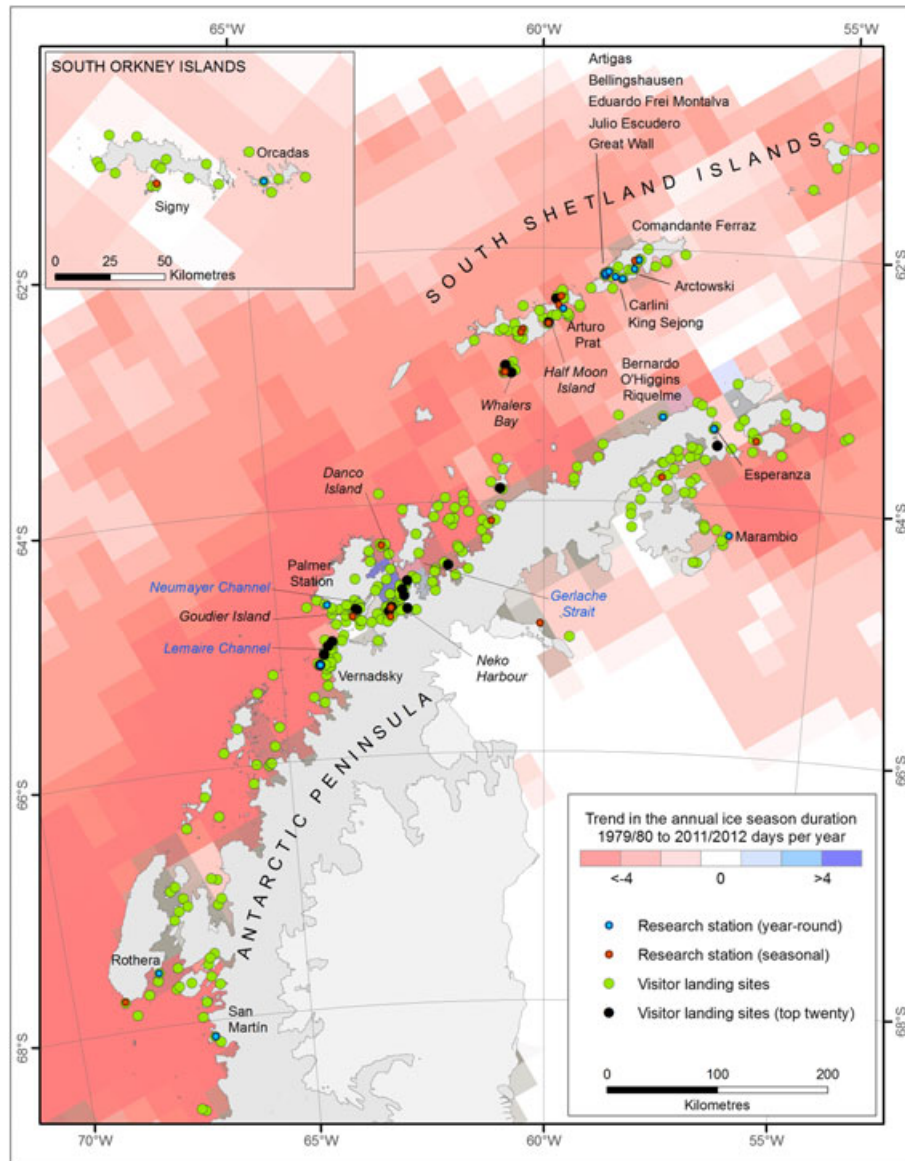 65°W
60°W
55°W
SOUTH ORKNEY ISLANDS
Orcadas
Signy
0 25 50
Kilometres
Artigas
Bellingshausen
Eduardo Frei Montalva
Julio Escudero
Great Wall
SOUTH SHETLAND ISLANDS
Comandante Ferraz
62°S
62°S
Arctowski
Carlini
King Sejong
Arturo
Prat
Half Moon
Island
Whalers
Bay
Bernardo
O'Higgins
Riquelme
Esperanza
Danco
Island
64°S
64°S
Marambio
Palmer
Station
Neumayer Channel
Goudier Island
Lemaire Channel
Gerlache
Strait
Neko
Harbour
Vernadsky
ANTARCTIC PENINSULA
66°S
66°S
Rothera
San
Martín
68°S
68°S
Trend in the annual ice season duration
1979/80 to 2011/2012 days per year
<-4 0 >4
Research station (year-round)
Research station (seasonal)
Visitor landing sites
Visitor landing sites (top twenty)
0 100 200
Kilometres
70°W
65°W
60°W
55°W